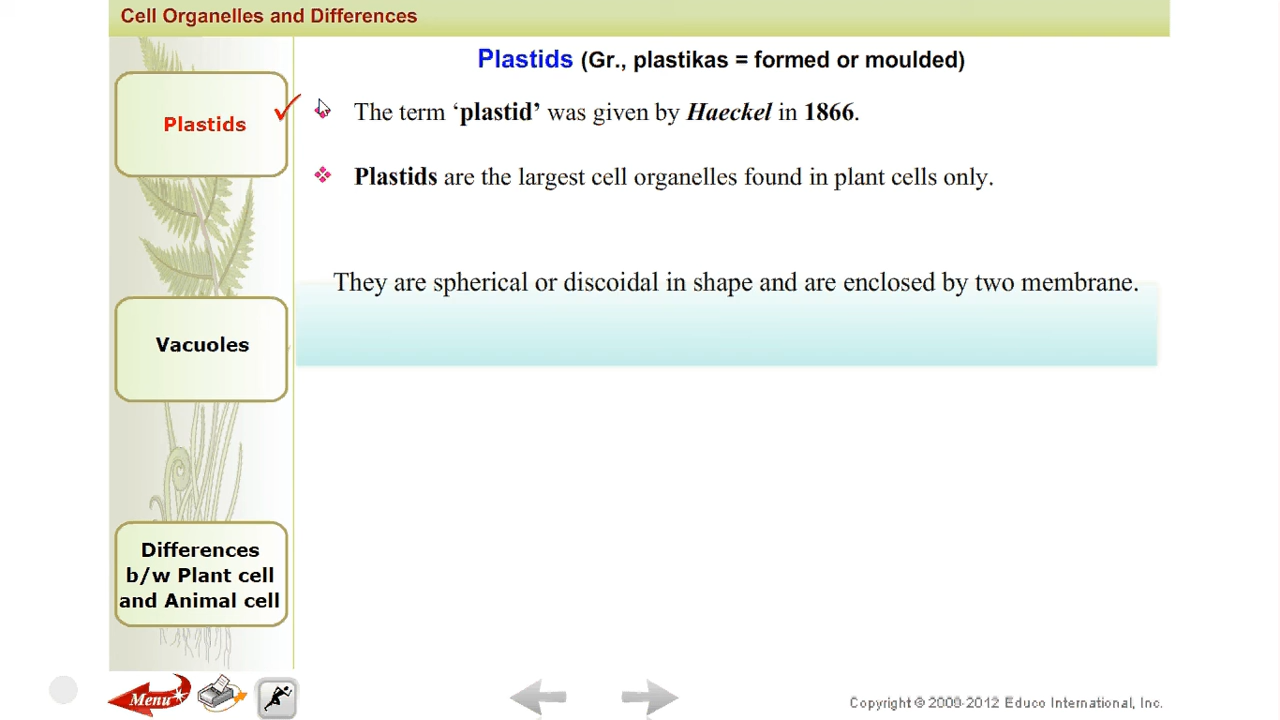 Cell Organelles and Differences
Plastids (Gr., plastikas = formed or moulded)
Plastids
The term ‘plastid’ was given by Haeckel in 1866.
Plastids are the largest cell organelles found in plant cells only.
They are spherical or discoidal in shape and are enclosed by two membrane.
Vacuoles
Differences
b/w Plant cell
and Animal cell
Menu
Copyright © 2000-2012 Educo International, Inc.